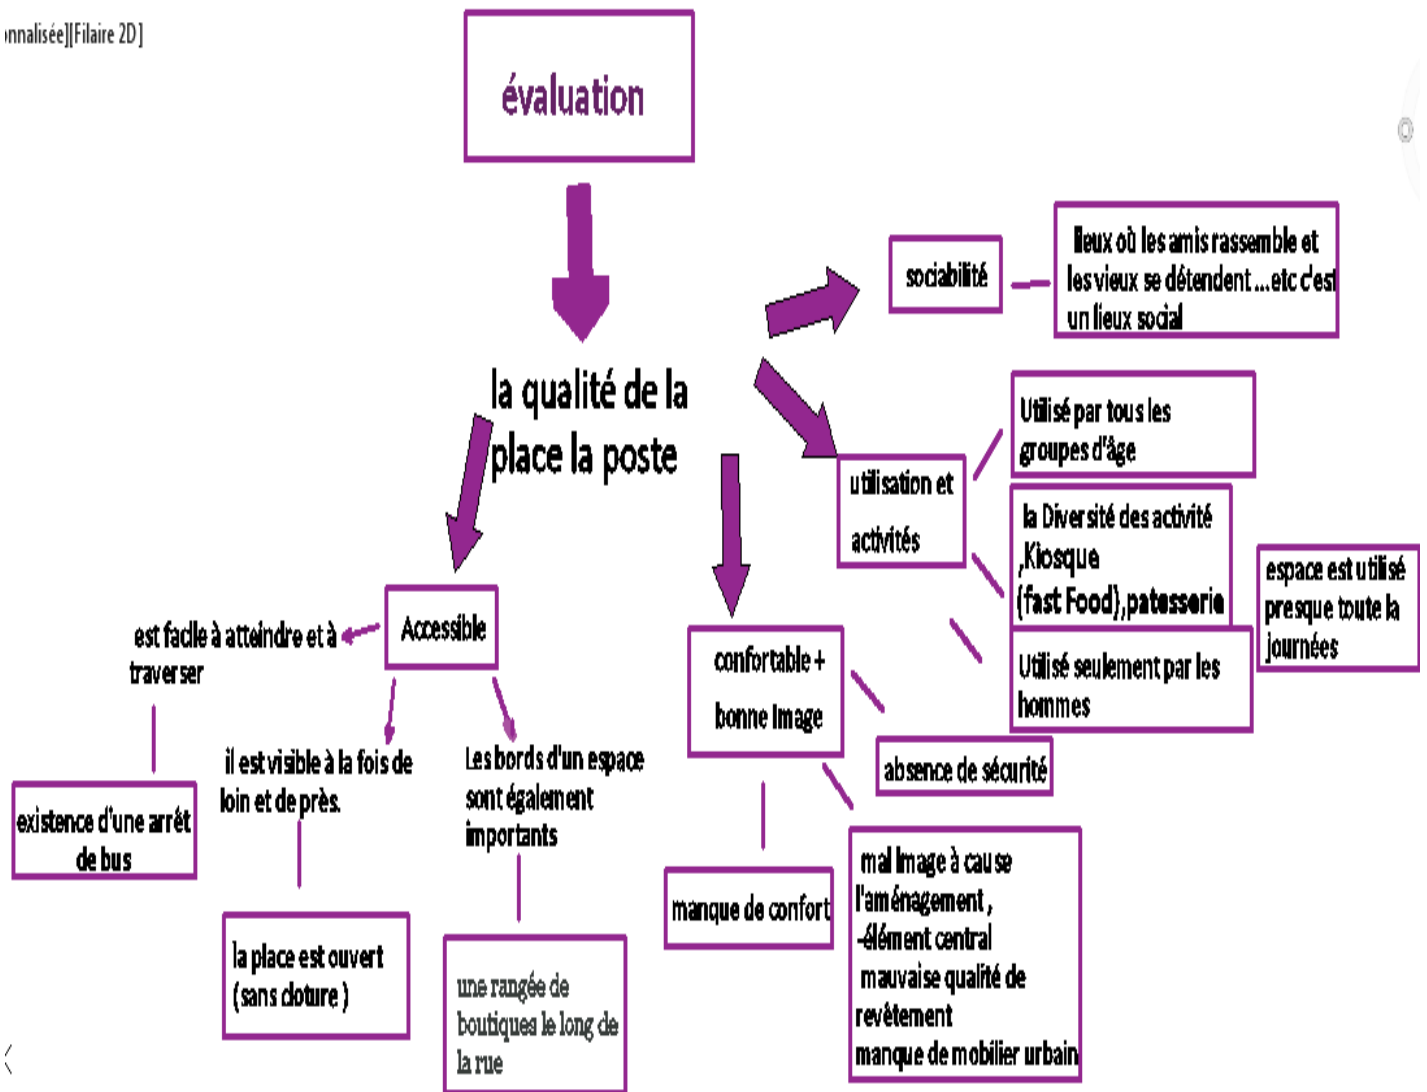 onnalisée][Filaire 2D]
évaluation
sociabilité
lieux où les amis rassemble et
les vieux se détendent ...etc c'est
un lieux social
la qualité de la
place la poste
Utilisé par tous les
groupes d'âge
utilisation et
activités
la Diversité des activité
,Kiosque
(fast Food),patesserie
espace est utilisé
presque toute la
journées
Utilisé seulement par les
hommes
Accessible
est facile à atteindre et à
traverser
confortable +
bonne image
il est visible à la fois de
loin et de près.
Les bords d'un espace
sont également
importants
absence de sécurité
existence d'une arrêt
de bus
manque de confort
mal image à cause
l'aménagement ,
-élément central
mauvaise qualité de
revêtement
manque de mobilier urbain
la place est ouvert
(sans cloture )
une rangée de
boutiques le long de
la rue